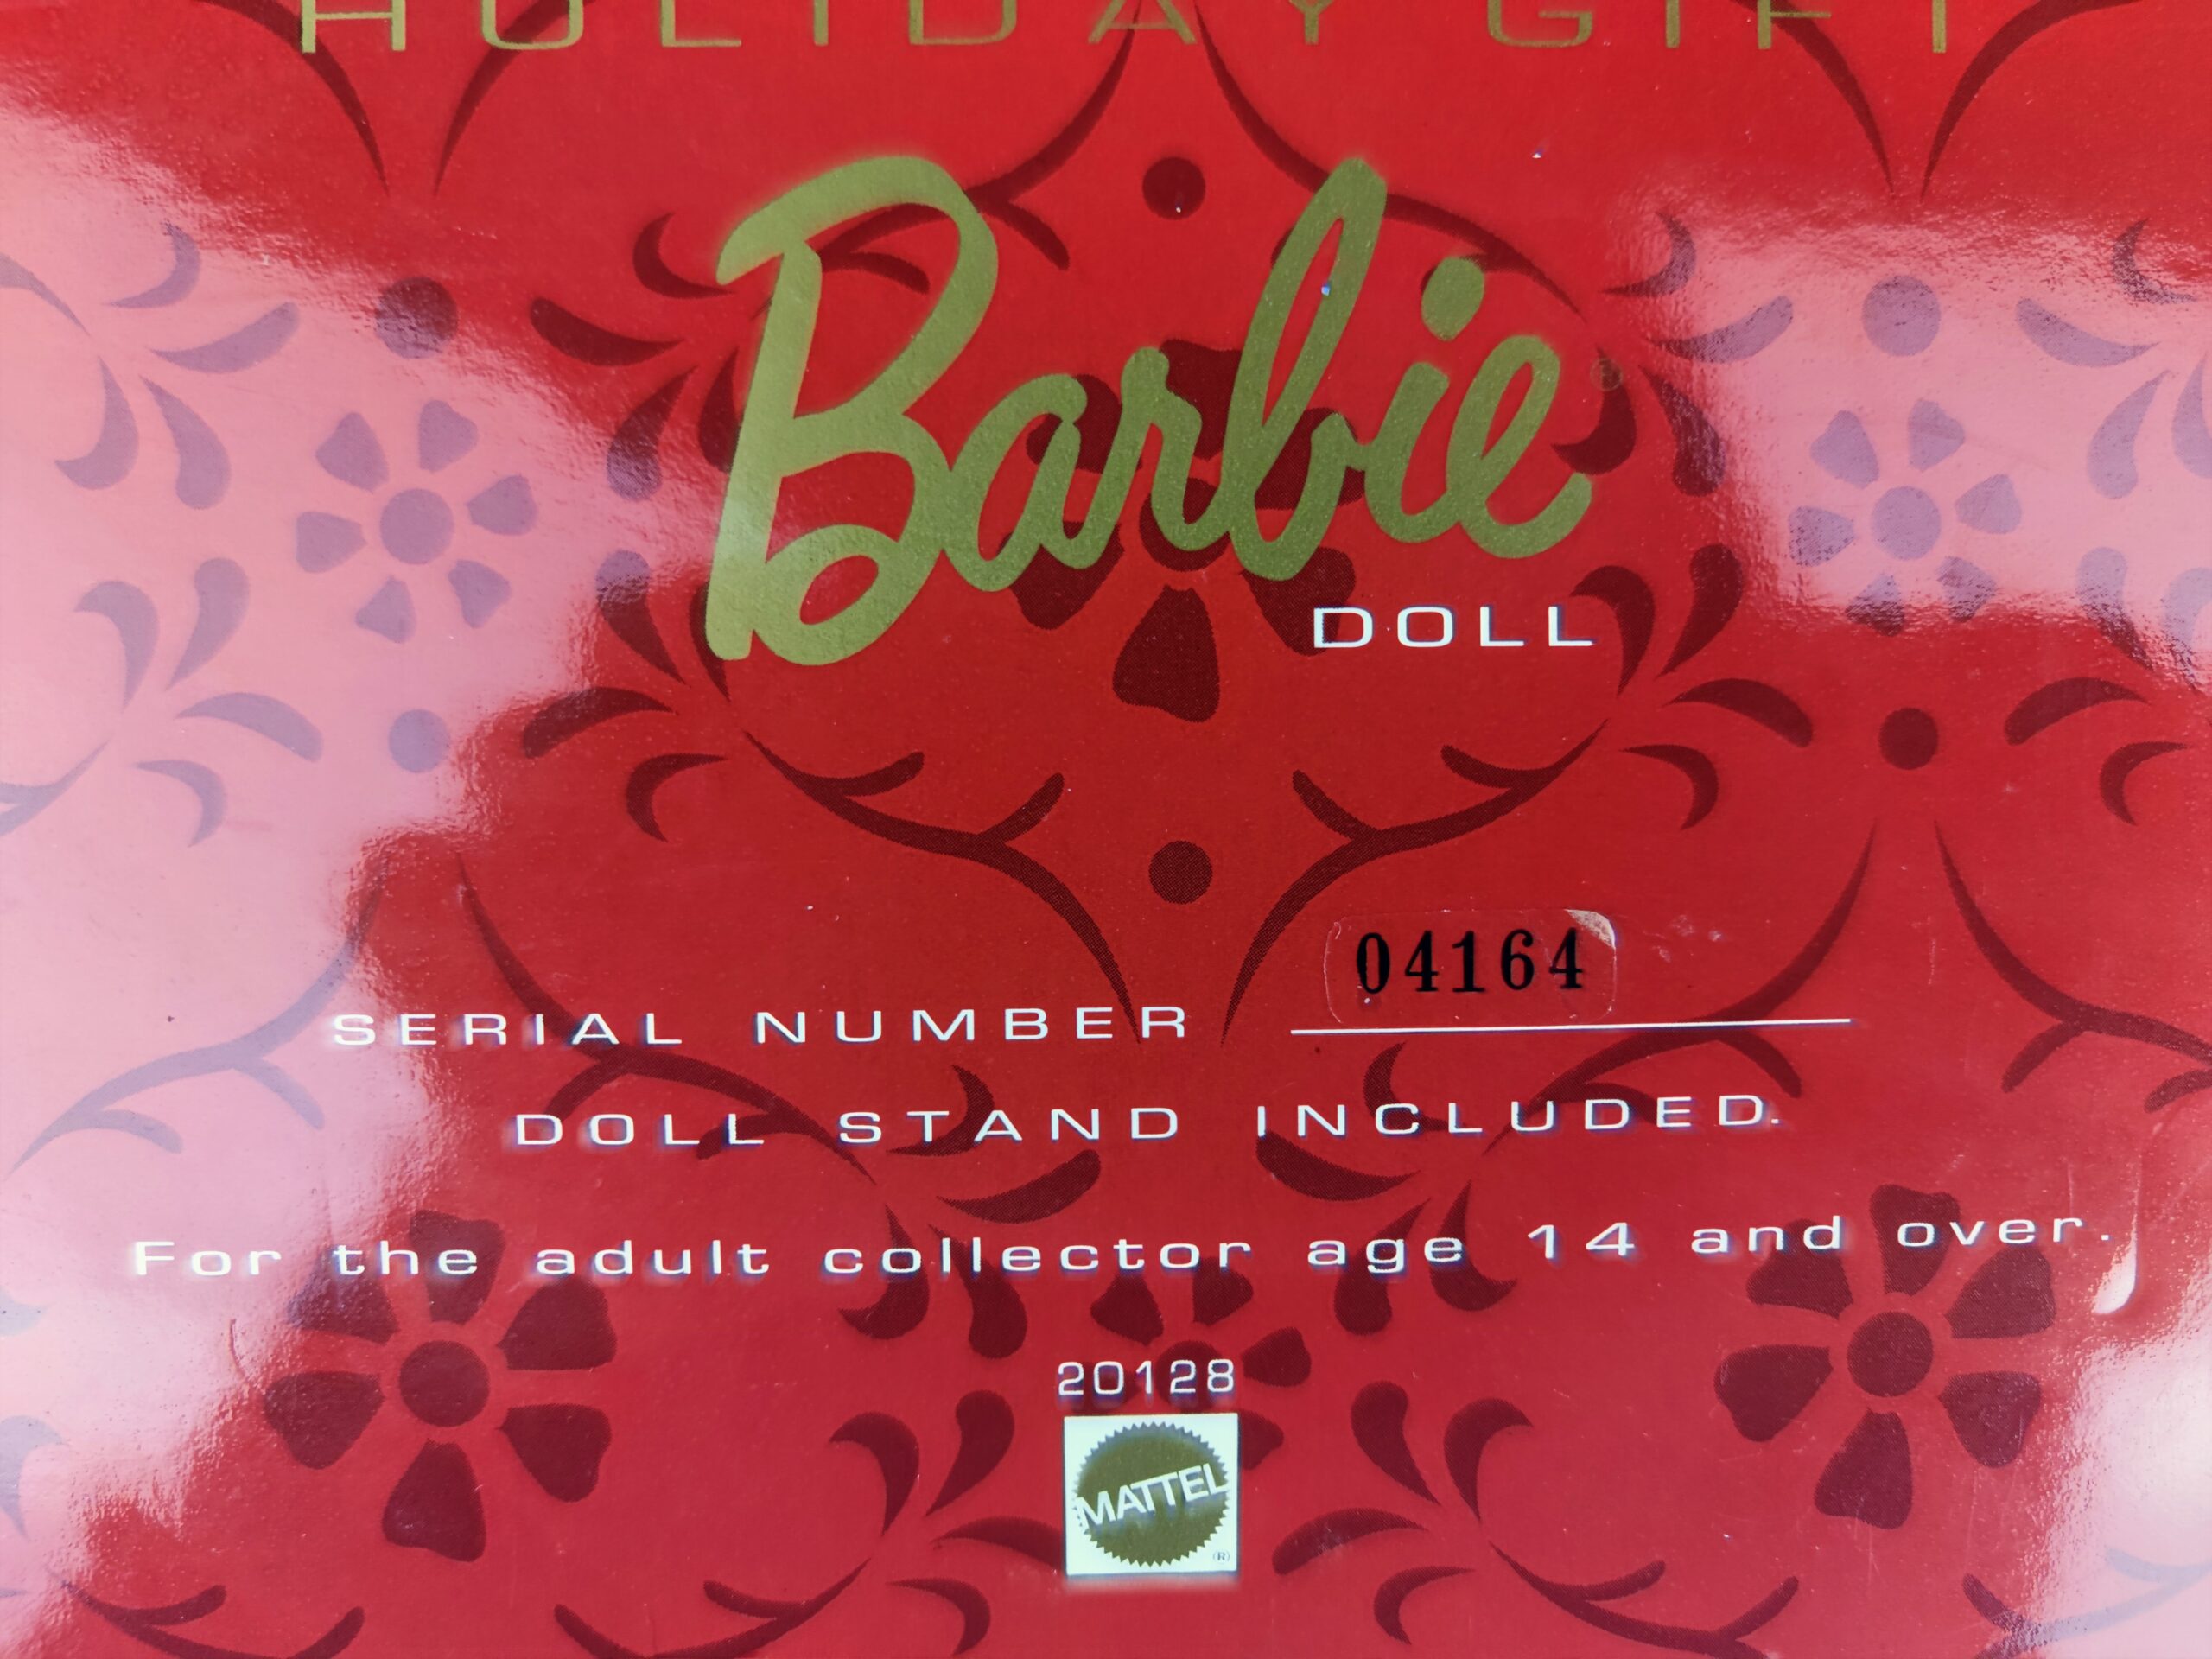 HOLIDAY GIFT
Barbie
DOLL
04164
SERIAL NUMBER
DOLL STAND INCLUDED.
For the adult collector age 14 and over.
20128
MATTEL
®